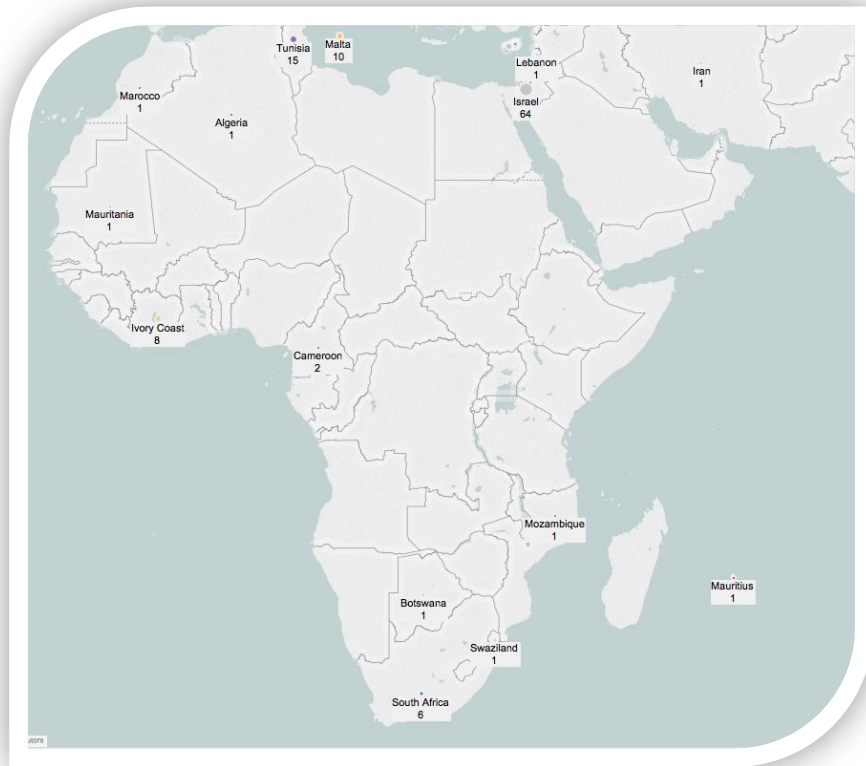 Tunisia
15
Malta
10
Lebanon
1
Iran
1
Marocco
1
Israel
64
Algeria
1
Mauritania
1
Ivory Coast
8
Cameroon
2
Mozambique
1
Mauritius
1
Botswana
1
Swaziland
1
South Africa
6